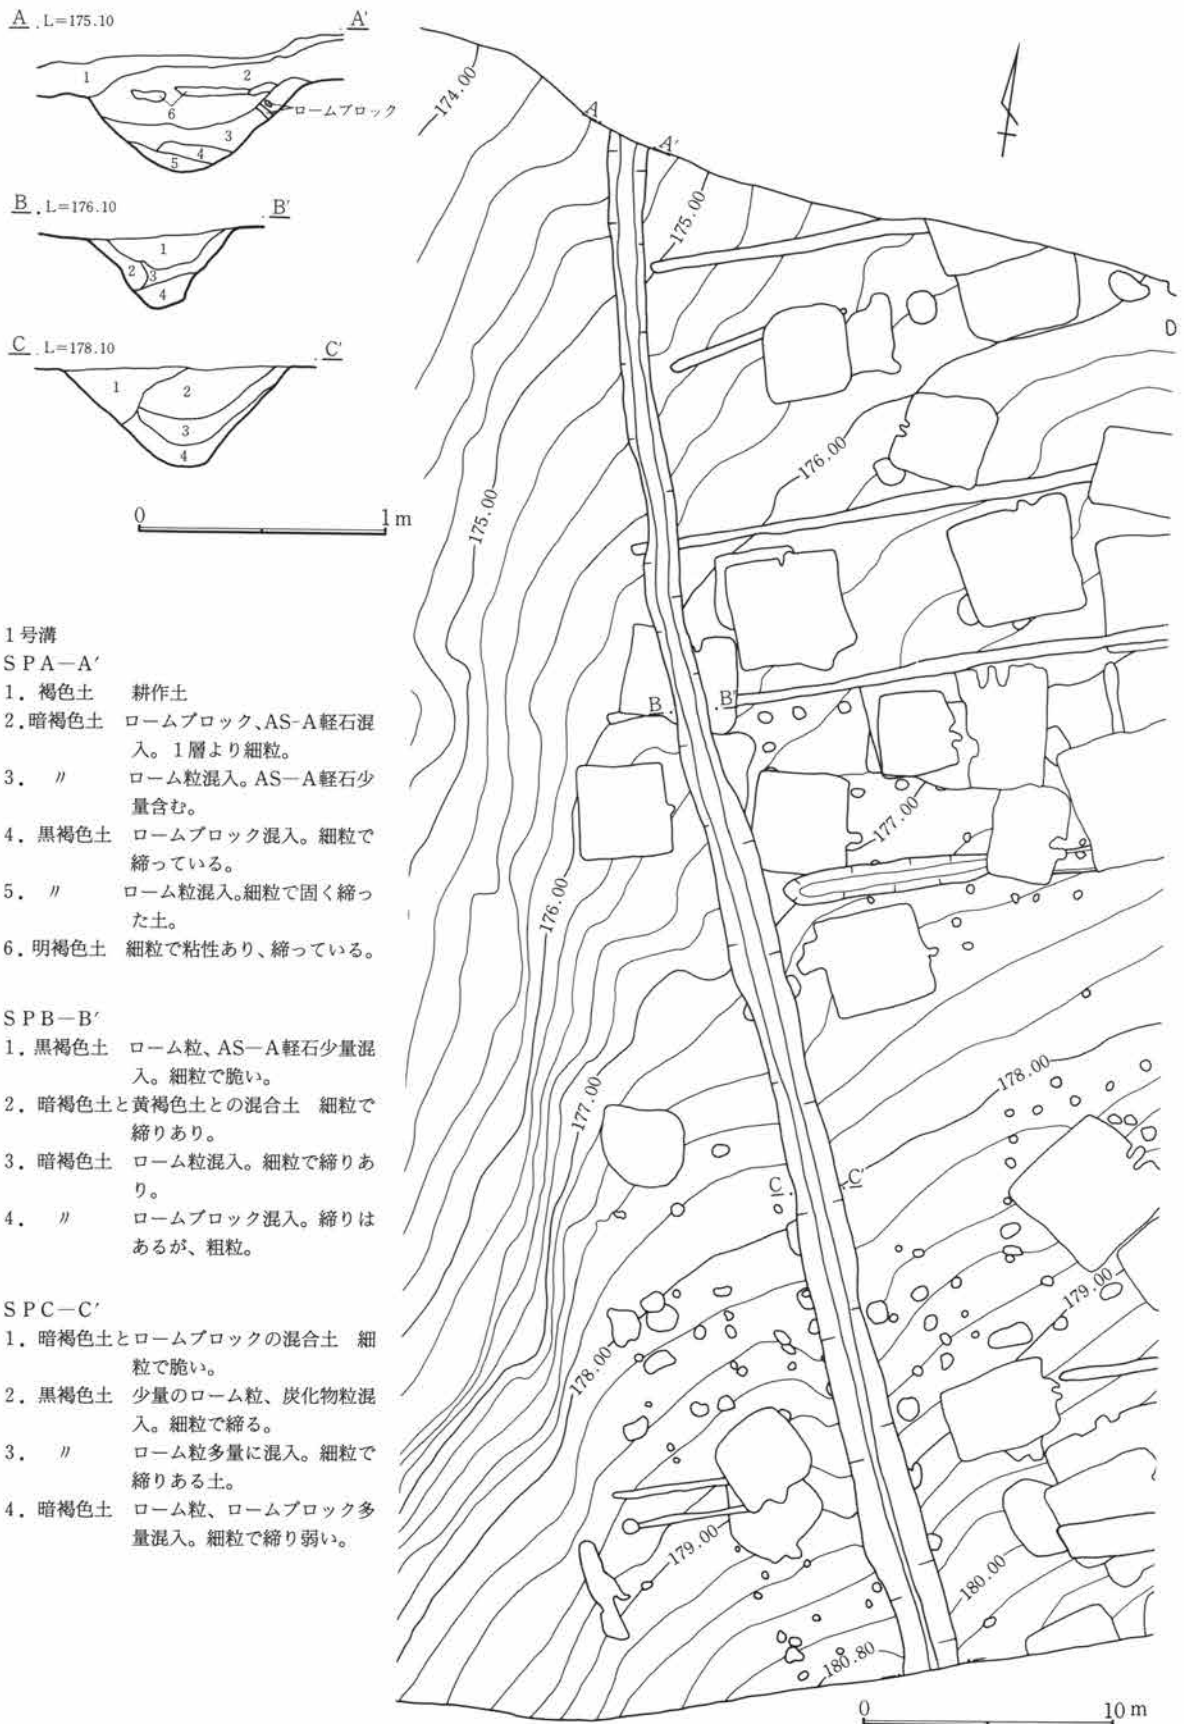 A . L=175.10 A′
1
2
6
ロームブロック
3
4
5
B . L=176.10 B′
1
2
3
4
C . L=178.10 C′
1
2
3
4
0 1m
1号溝
SPA-A′
1. 褐色土 耕作土
2. 暗褐色土 ロームブロック、AS-A軽石混
入。1層より細粒。
3. 〃 ローム粒混入。AS-A軽石少
量含む。
4. 黒褐色土 ロームブロック混入。細粒で
締っている。
5. 〃 ローム粒混入。細粒で固く締っ
た土。
6. 明褐色土 細粒で粘性あり、締っている。
SPB-B′
1. 黒褐色土 ローム粒、AS-A軽石少量混
入。細粒で脆い。
2. 暗褐色土と黄褐色土との混合土 細粒で
締りあり。
3. 暗褐色土 ローム粒混入。細粒で締りあ
り。
4. 〃 ロームブロック混入。締りは
あるが、粗粒。
SPC-C′
1. 暗褐色土とロームブロックの混合土 細
粒で脆い。
2. 黒褐色土 少量のローム粒、炭化物粒混
入。細粒で締る。
3. 〃 ローム粒多量に混入。細粒で
締りある土。
4. 暗褐色土 ローム粒、ロームブロック多
量混入。細粒で締り弱い。
174.00
A
A′
175.00
176.00
175.00
B . . B′
177.00
176.00
178.00
177.00
C . . C′
179.00
178.00
179.00
180.00
180.80
0 10m